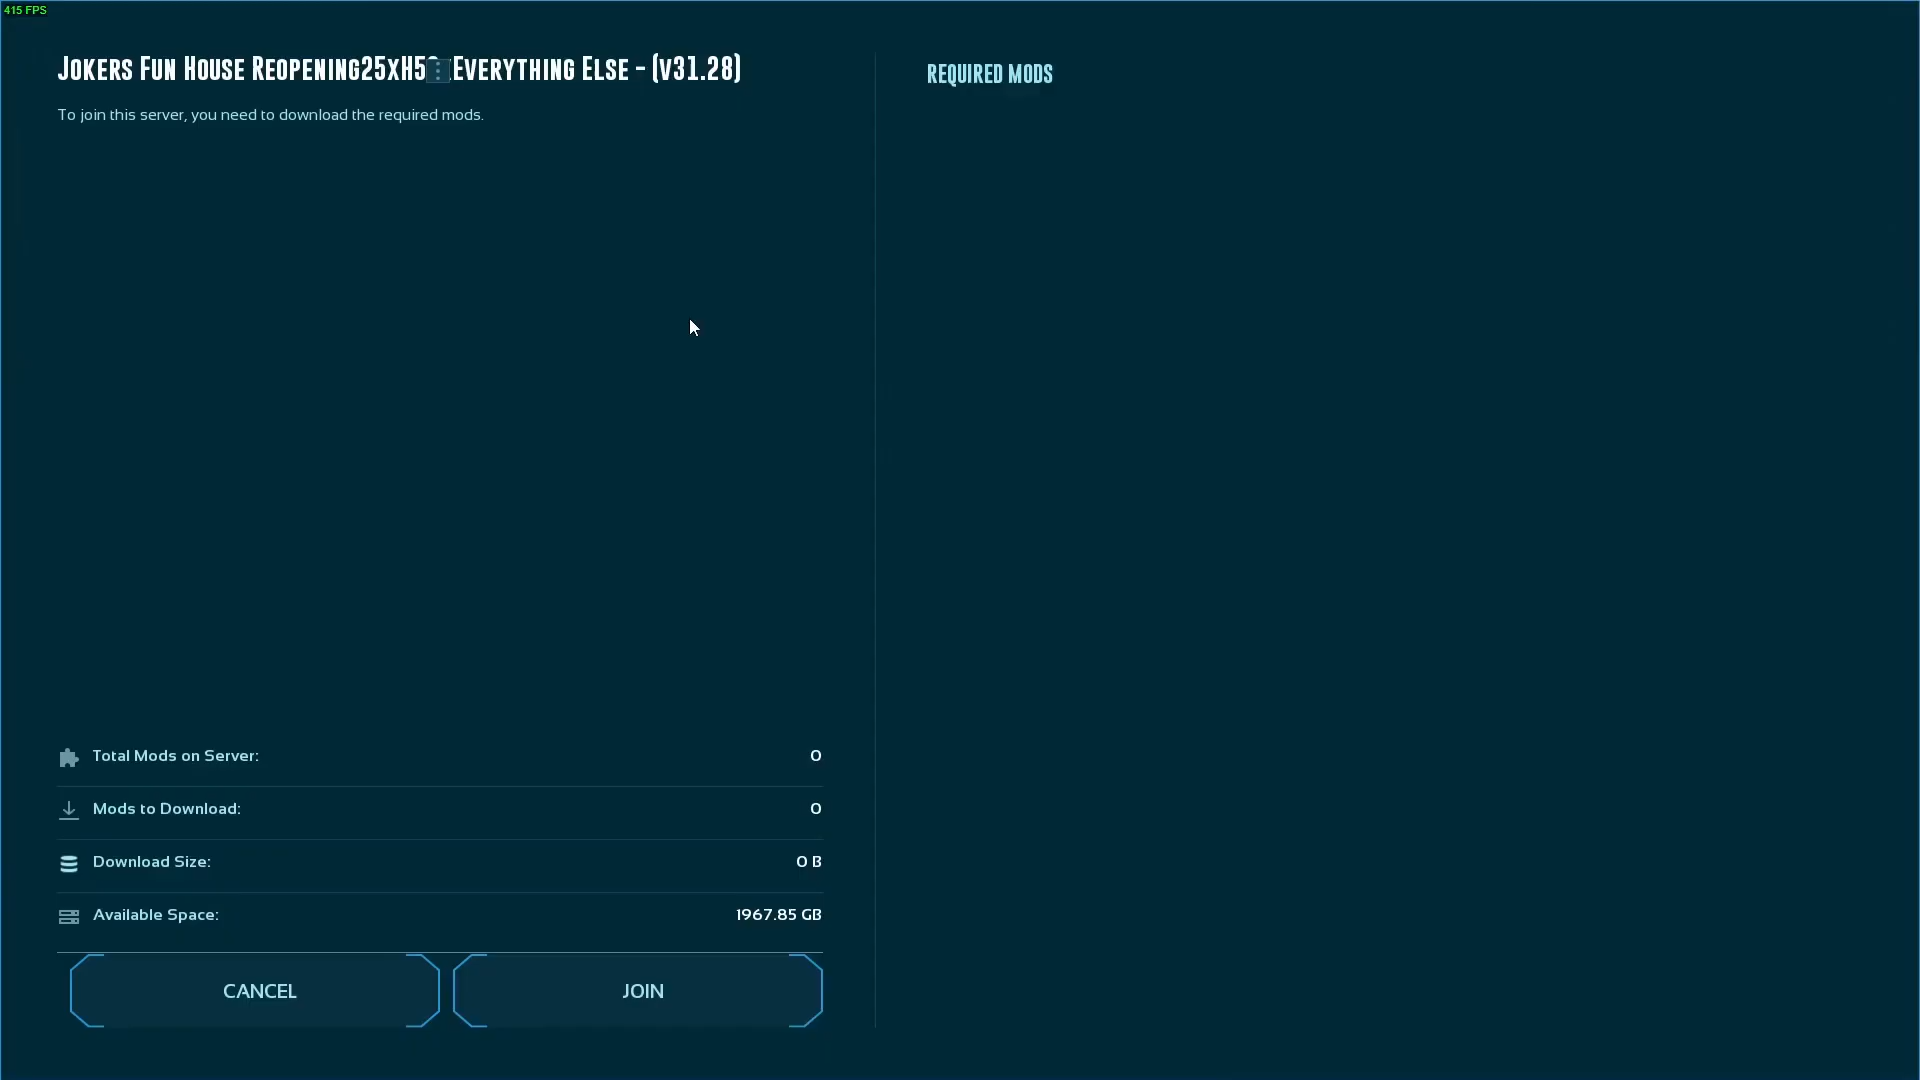 415 FPS
Jokers Fun House Reopening25xH5 Everything Else - (v31.28)
To join this server, you need to download the required mods.
REQUIRED MODS
Total Mods on Server: 0
Mods to Download: 0
Download Size: 0 B
Available Space: 1967.85 GB
CANCEL
JOIN